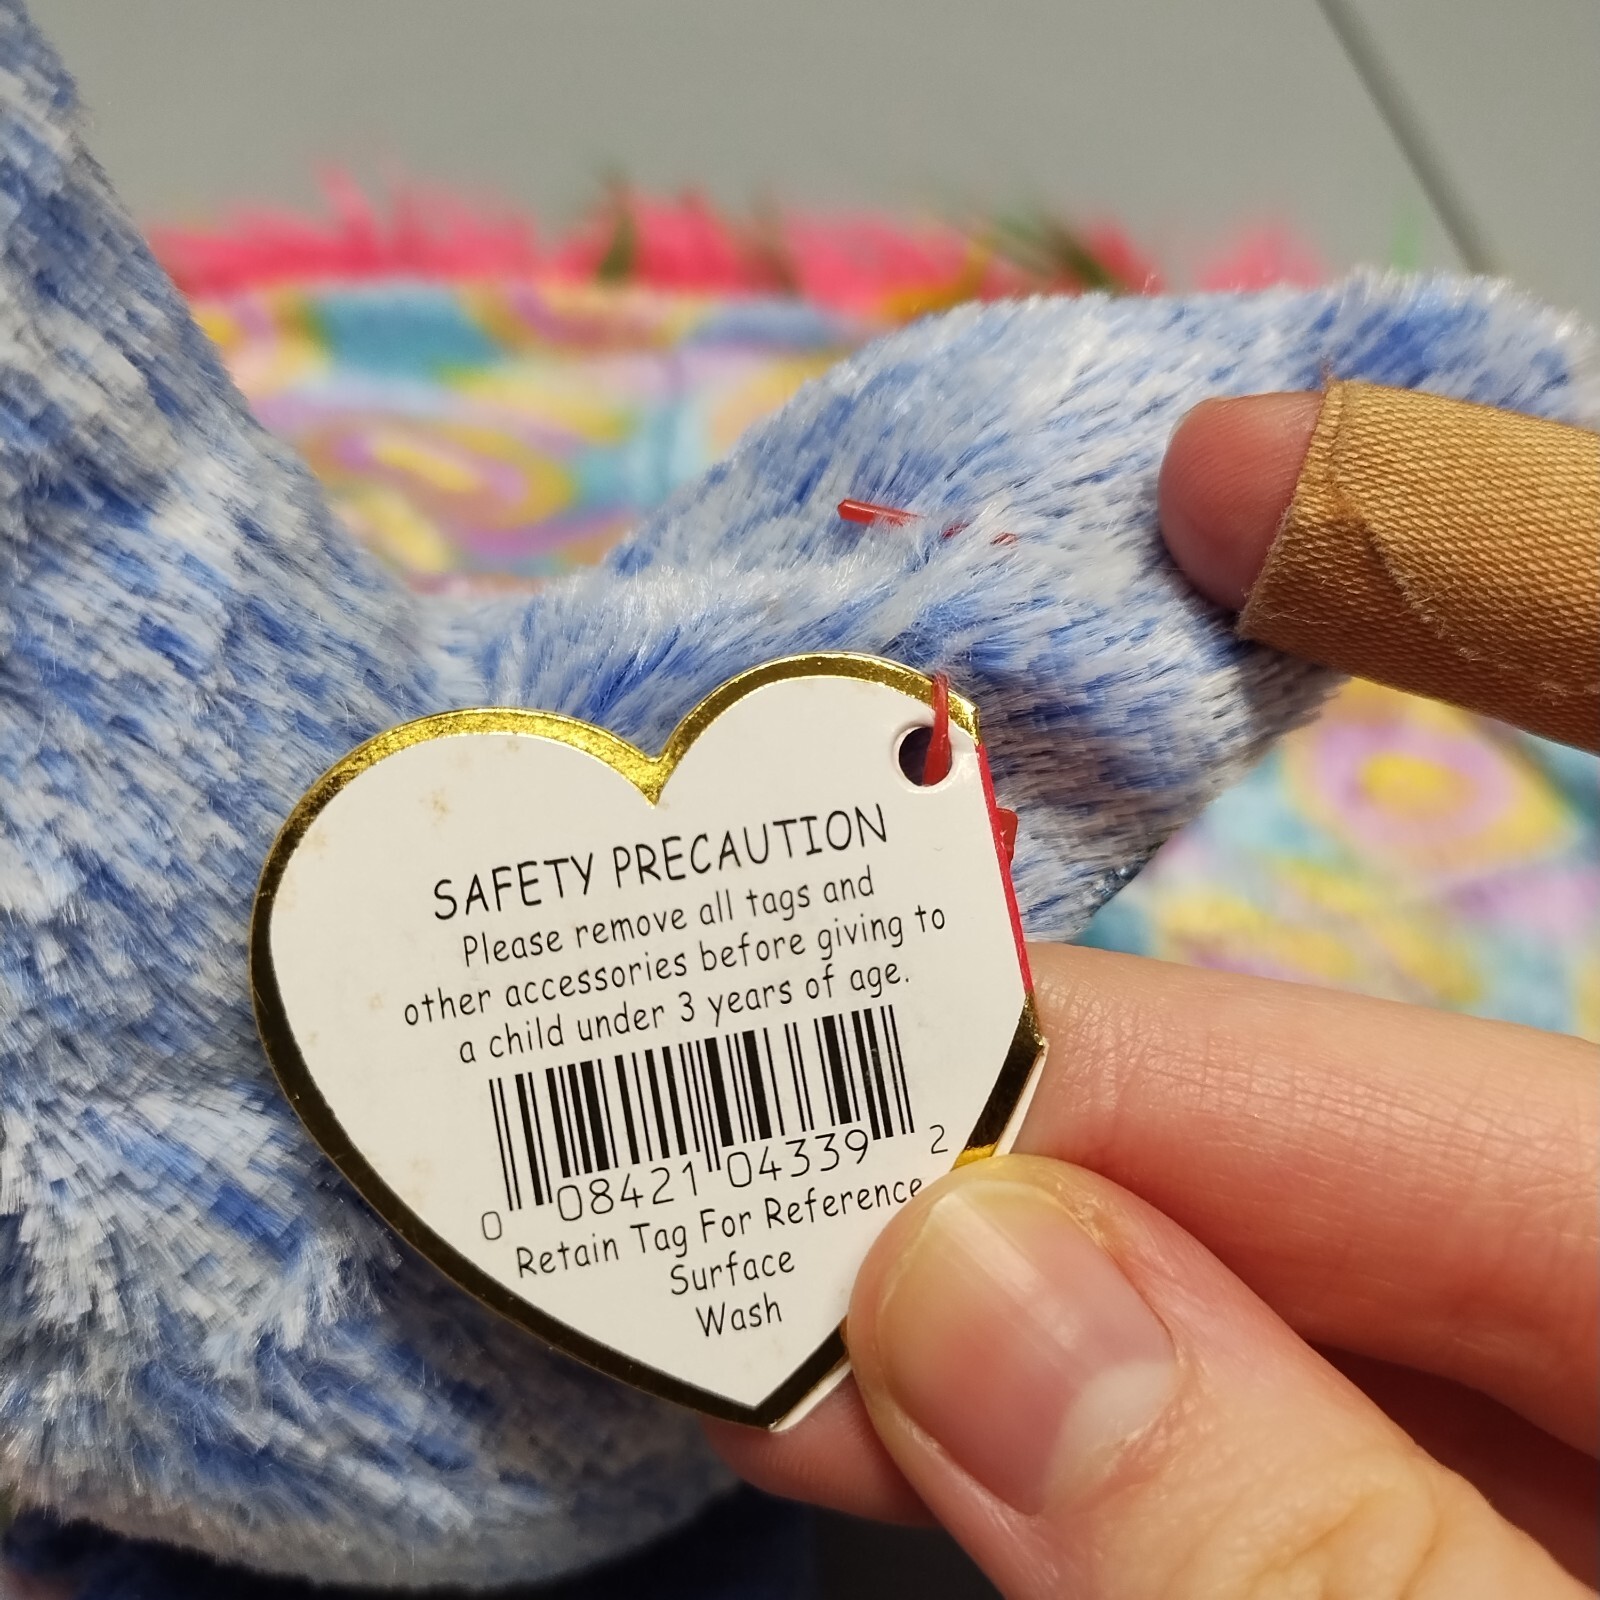 SAFETY PRECAUTION
Please remove all tags and
other accessories before giving to
a child under 3 years of age.
0 08421 04339 2
Retain Tag For Reference
Surface
Wash